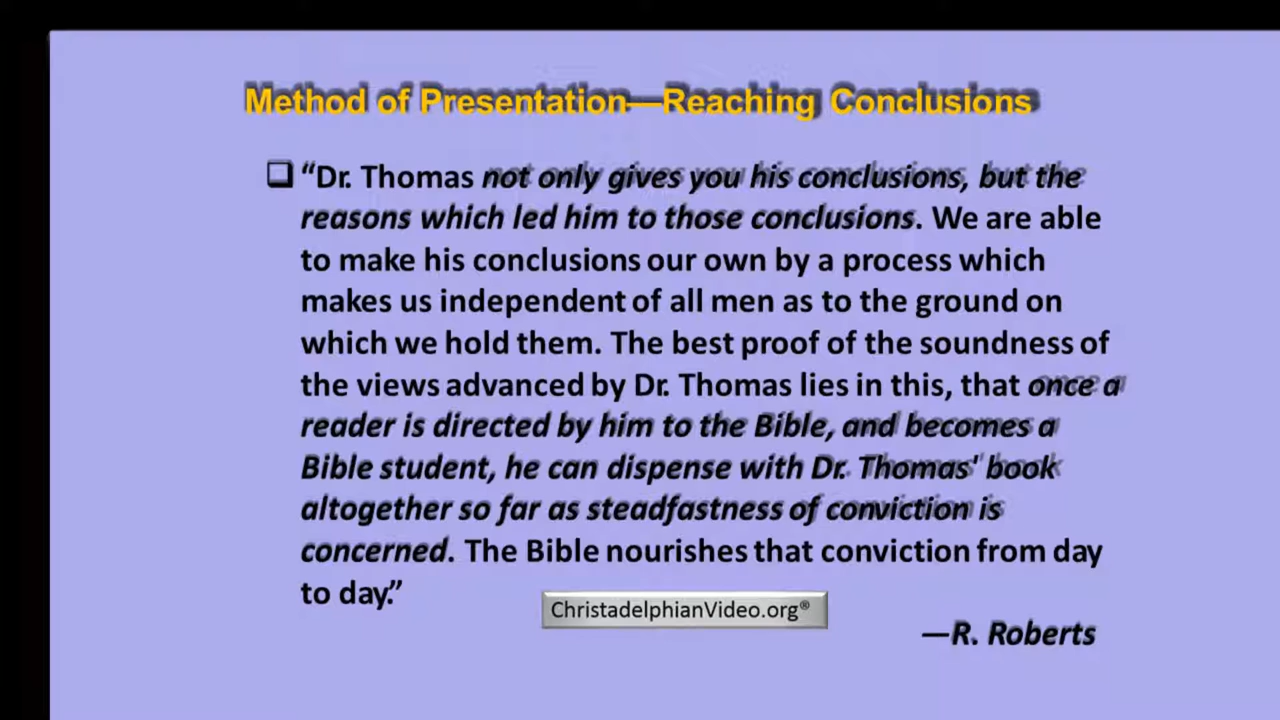 Method of Presentation—Reaching Conclusions
❑ “Dr. Thomas not only gives you his conclusions, but the
reasons which led him to those conclusions. We are able
to make his conclusions our own by a process which
makes us independent of all men as to the ground on
which we hold them. The best proof of the soundness of
the views advanced by Dr. Thomas lies in this, that once a
reader is directed by him to the Bible, and becomes a
Bible student, he can dispense with Dr. Thomas' book
altogether so far as steadfastness of conviction is
concerned. The Bible nourishes that conviction from day
to day.”
ChristadelphianVideo.org®
—R. Roberts